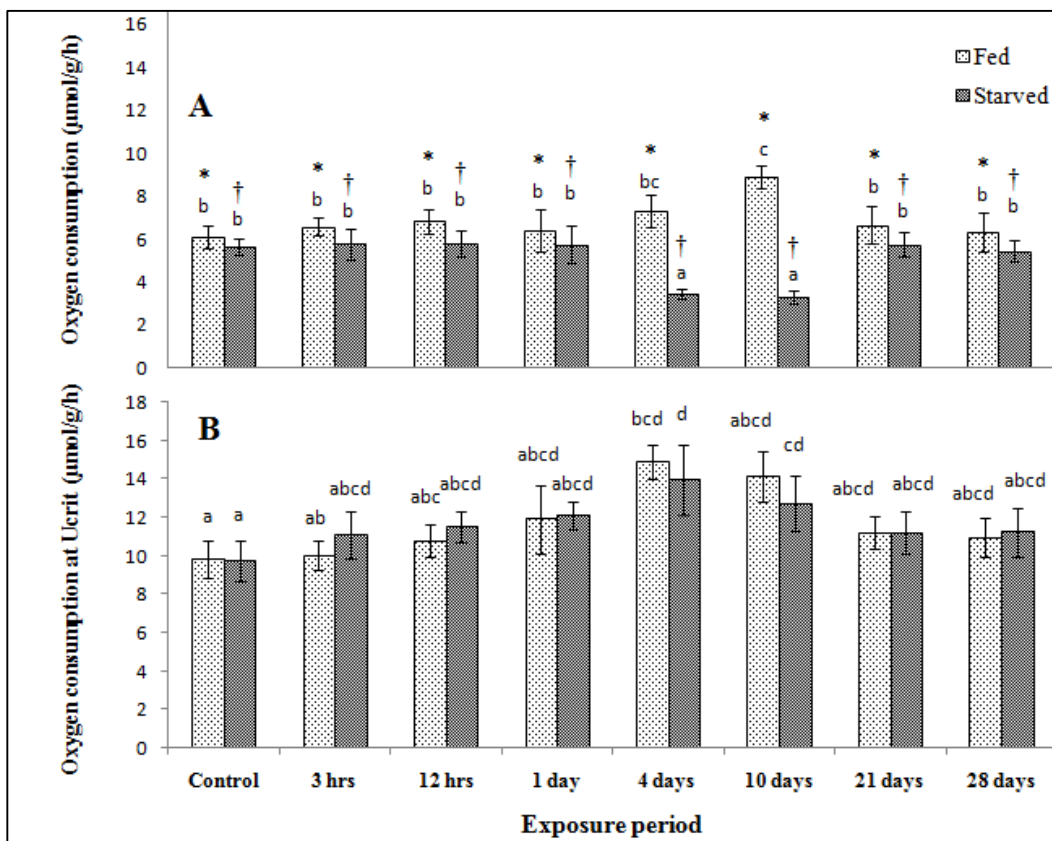 Oxygen consumption (µmol/g/h)
16
14
12
10
8
6
4
2
0
A
Fed
Starved
* † * † * † * † * † * † * † * †
b b b b b b b b bc a c a b b b b
Oxygen consumption at Ucrit (µmol/g/h)
18
16
14
12
10
8
6
4
2
0
B
a a ab abcd abc abcd abcd abcd bcd d abcd cd abcd abcd abcd abcd
Control 3 hrs 12 hrs 1 day 4 days 10 days 21 days 28 days
Exposure period